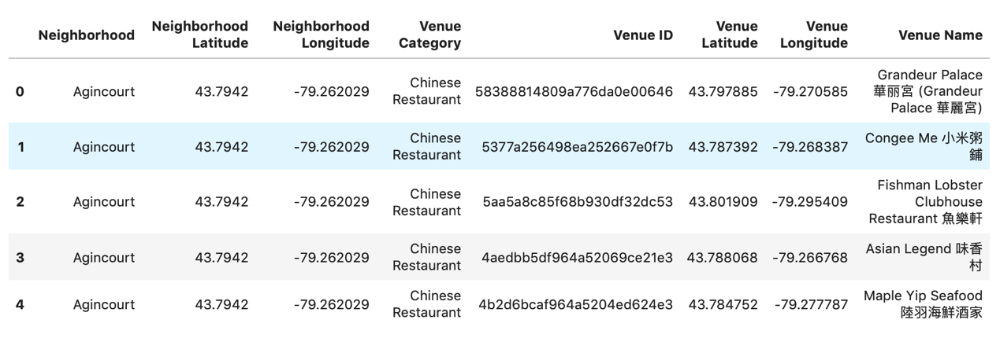 Neighborhood Neighborhood Latitude Neighborhood Longitude Venue Category Venue ID Venue Latitude Venue Longitude Venue Name
0 Agincourt 43.7942 -79.262029 Chinese Restaurant 58388814809a776da0e00646 43.797885 -79.270585 Grandeur Palace 華丽宮 (Grandeur Palace 華麗宮)
1 Agincourt 43.7942 -79.262029 Chinese Restaurant 5377a256498ea252667e0f7b 43.787392 -79.268387 Congee Me 小米粥鋪
2 Agincourt 43.7942 -79.262029 Chinese Restaurant 5aa5a8c85f68b930df32dc53 43.801909 -79.295409 Fishman Lobster Clubhouse Restaurant 魚樂軒
3 Agincourt 43.7942 -79.262029 Chinese Restaurant 4aedbb5df964a52069ce21e3 43.788068 -79.266768 Asian Legend 味香村
4 Agincourt 43.7942 -79.262029 Chinese Restaurant 4b2d6bcaf964a5204ed624e3 43.784752 -79.277787 Maple Yip Seafood 陸羽海鮮酒家